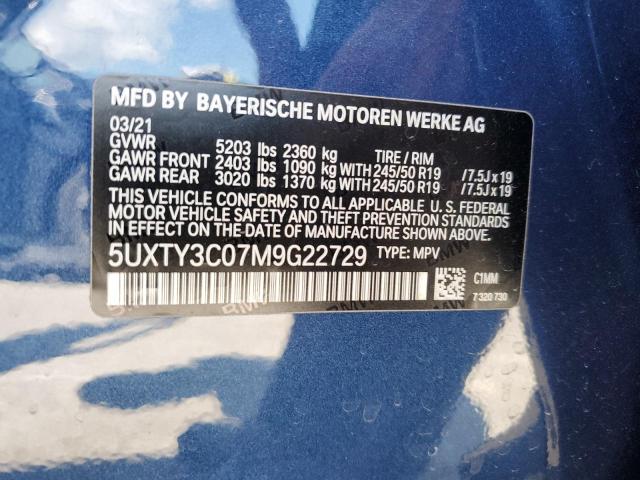 MFD BY BAYERISCHE MOTOREN WERKE AG
03/21
GVWR 5203 lbs 2360 kg TIRE / RIM
GAWR FRONT 2403 lbs 1090 kg WITH 245/50 R19 /7.5J x 19
GAWR REAR 3020 lbs 1370 kg WITH 245/50 R19 /7.5J x 19
THIS VEHICLE CONFORMS TO ALL APPLICABLE U. S. FEDERAL
MOTOR VEHICLE SAFETY AND THEFT PREVENTION STANDARDS
IN EFFECT ON THE DATE OF MANUFACTURE SHOWN ABOVE.
5UXTY3C07M9G22729 TYPE: MPV
C1MM
7 320 730